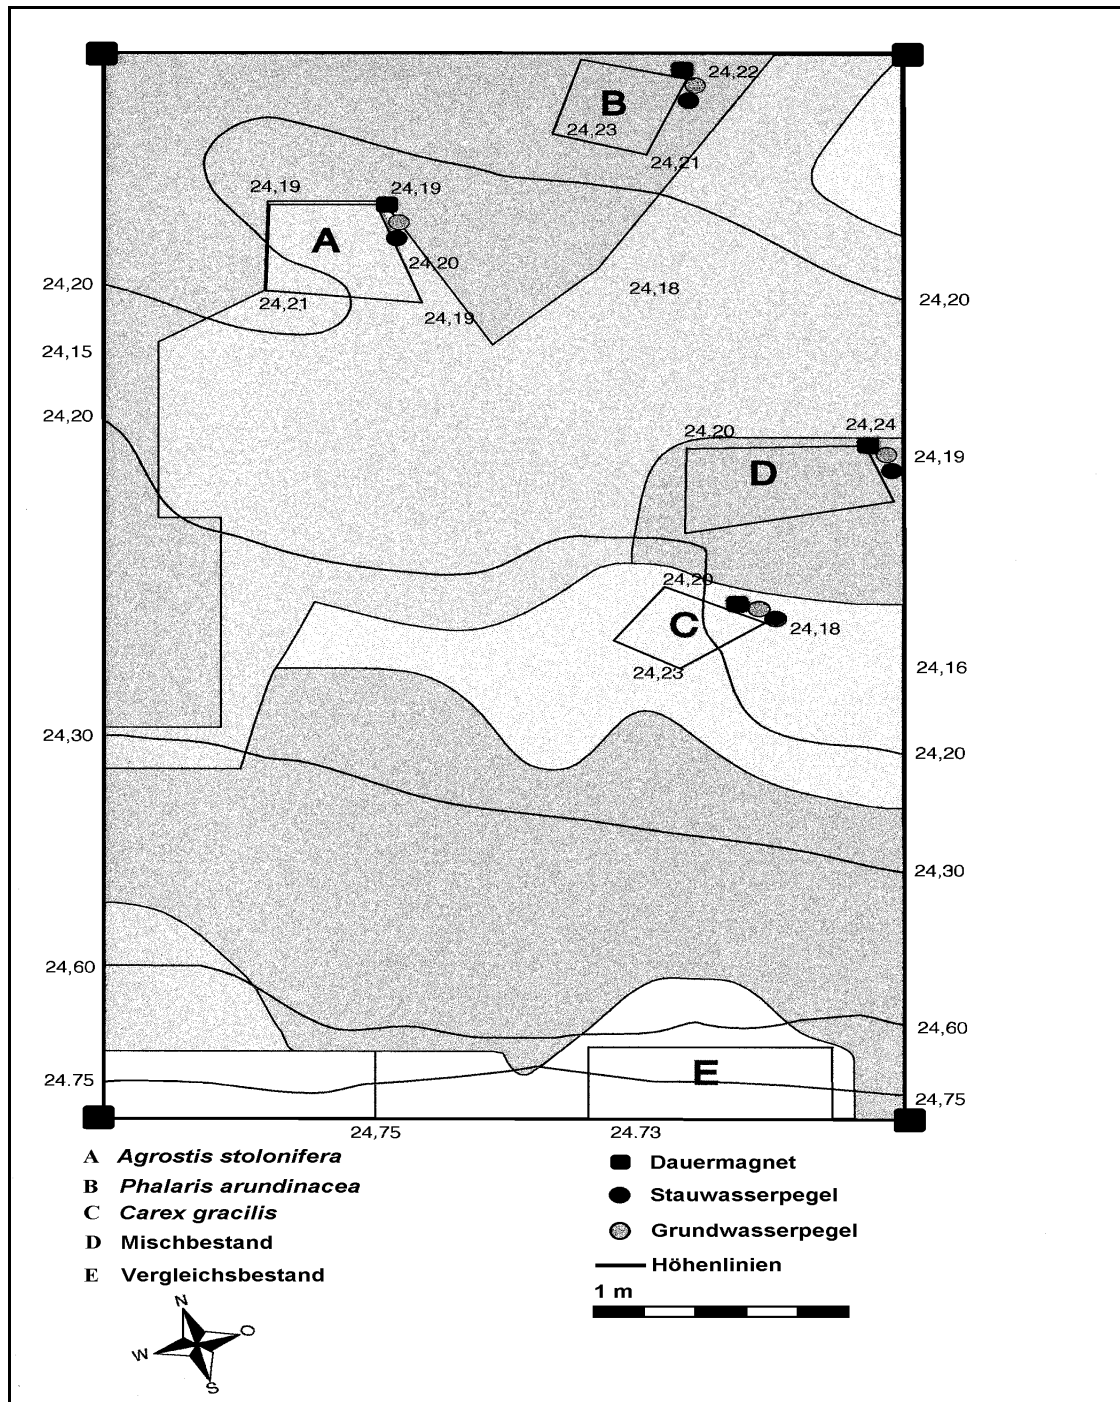 24,22
B
24,23
24,21
24,19 24,19
A
24,20
24,20 24,21 24,18 24,20
24,19
24,15
24,20 24.20 24,24
24,19
D
24,20
C 24,18
24,23 24,16
24,30 24,20
24,30
24,60
24,60
24.75 E
24,75
24,75 24.73
A Agrostis stolonifera
B Phalaris arundinacea
C Carex gracilis
D Mischbestand
E Vergleichsbestand
Dauermagnet
Stauwasserpegel
Grundwasserpegel
Höhenlinien
1 m
N
O
W
S